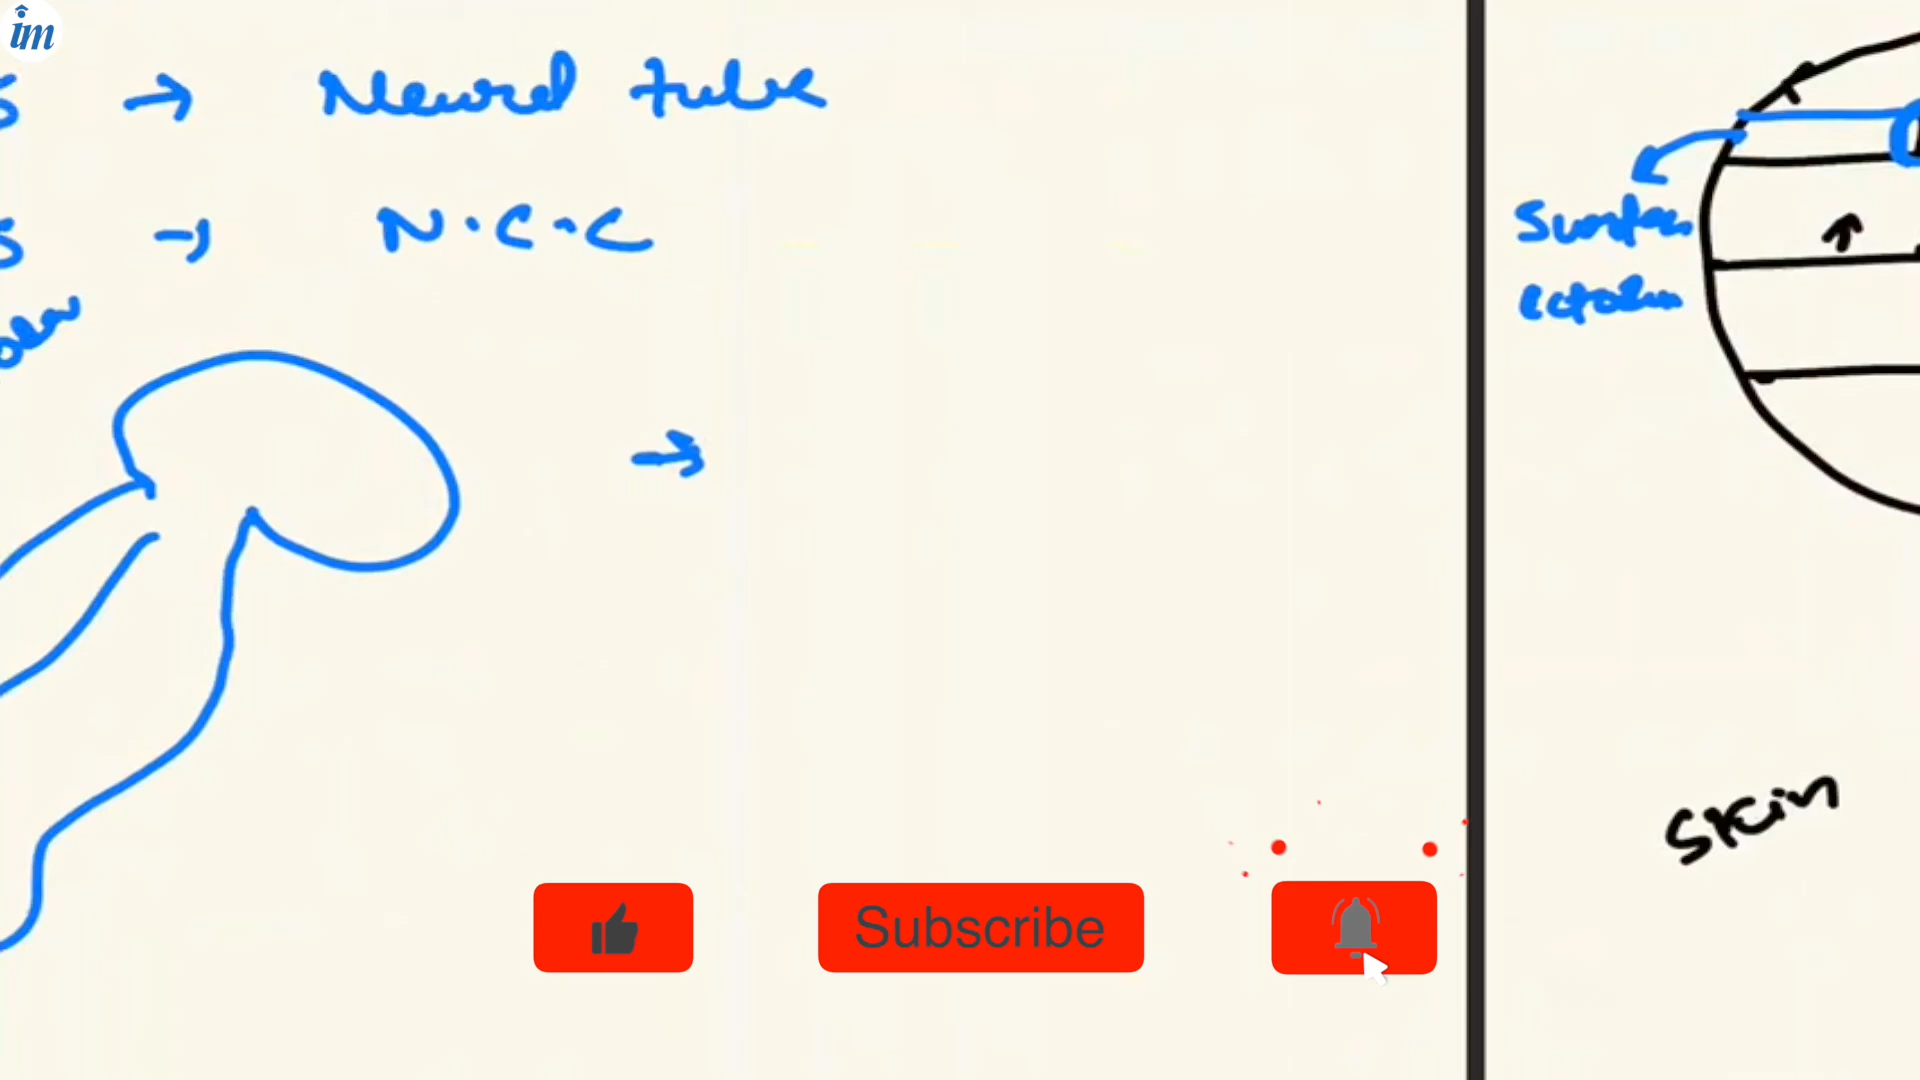 im
S → Neural tube
S → N.C.C
Surface
ectoderm
Skin
Subscribe